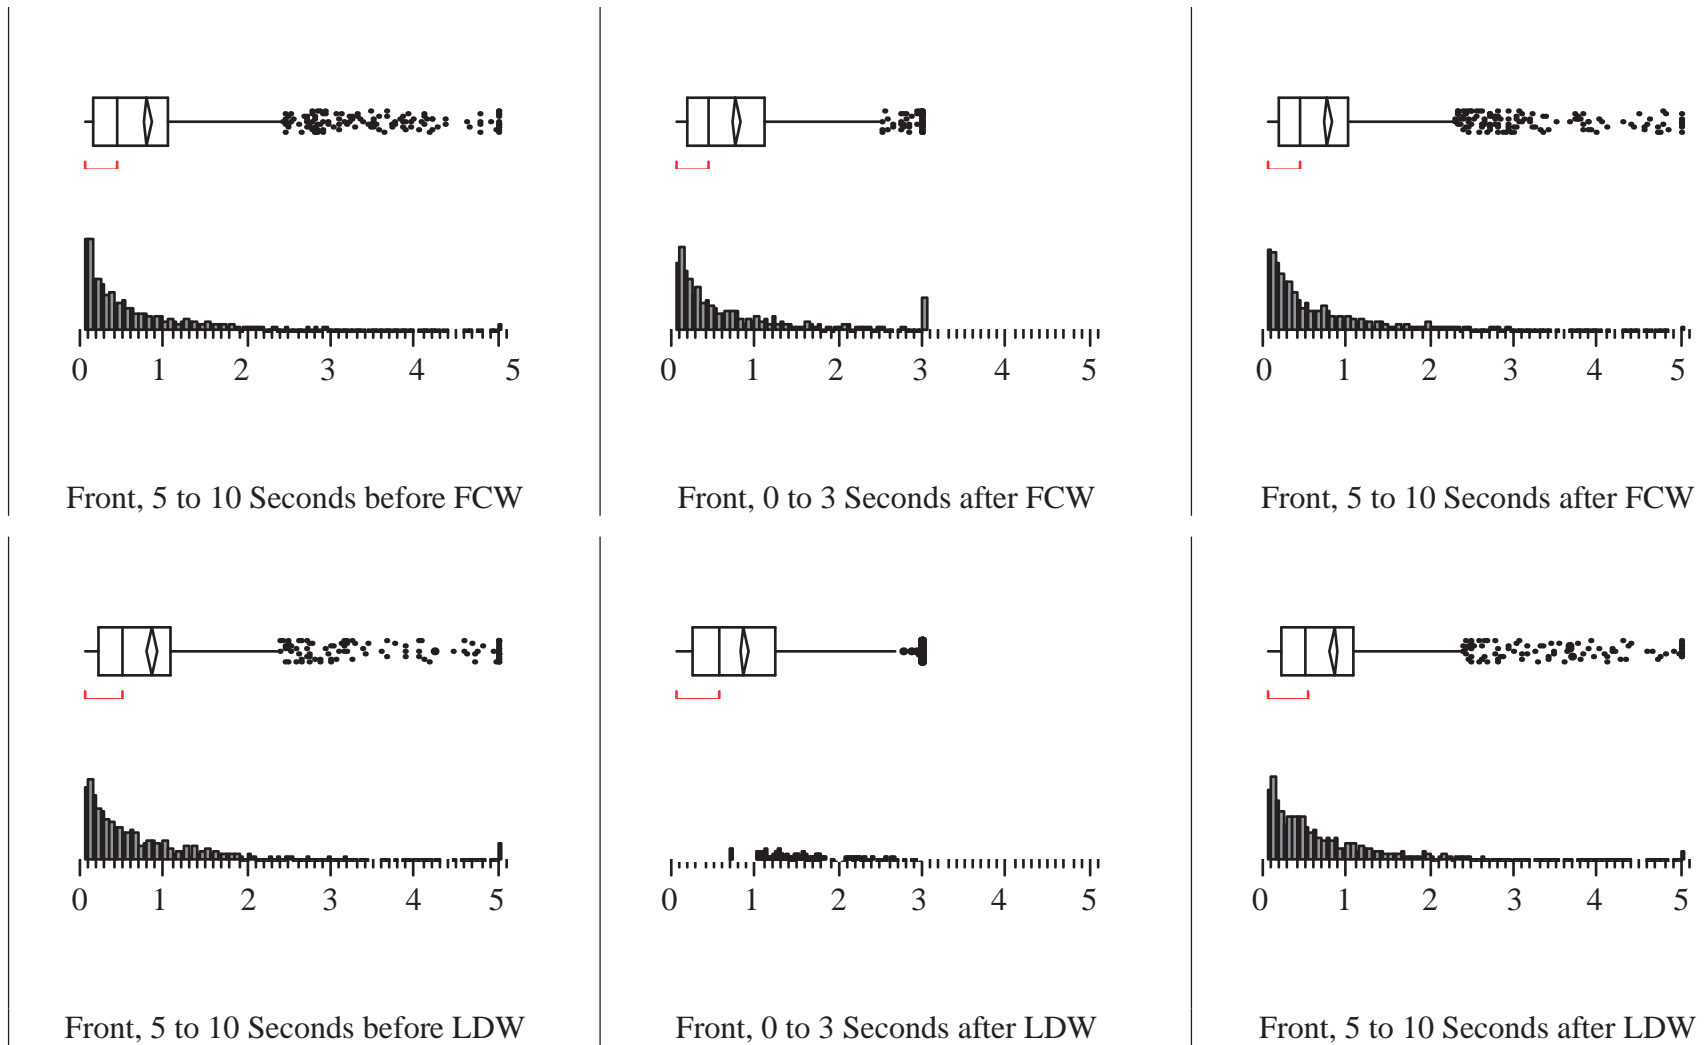 0 1 2 3 4 5
0 1 2 3 4 5
0 1 2 3 4 5
Front, 5 to 10 Seconds before FCW
Front, 0 to 3 Seconds after FCW
Front, 5 to 10 Seconds after FCW
0 1 2 3 4 5
0 1 2 3 4 5
0 1 2 3 4 5
Front, 5 to 10 Seconds before LDW
Front, 0 to 3 Seconds after LDW
Front, 5 to 10 Seconds after LDW